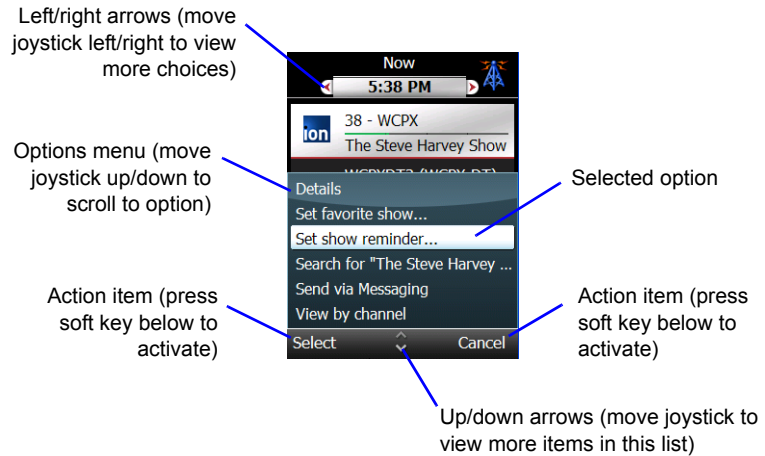 Left/right arrows (move
joystick left/right to view
more choices)
Now
5:38 PM
ion
38 - WCPX
The Steve Harvey Show
Options menu (move
joystick up/down to
scroll to option)
Details
Set favorite show...
Set show reminder...
Search for "The Steve Harvey ...
Send via Messaging
View by channel
Select
Cancel
Selected option
Action item (press
soft key below to
activate)
Action item (press
soft key below to
activate)
Up/down arrows (move joystick to
view more items in this list)